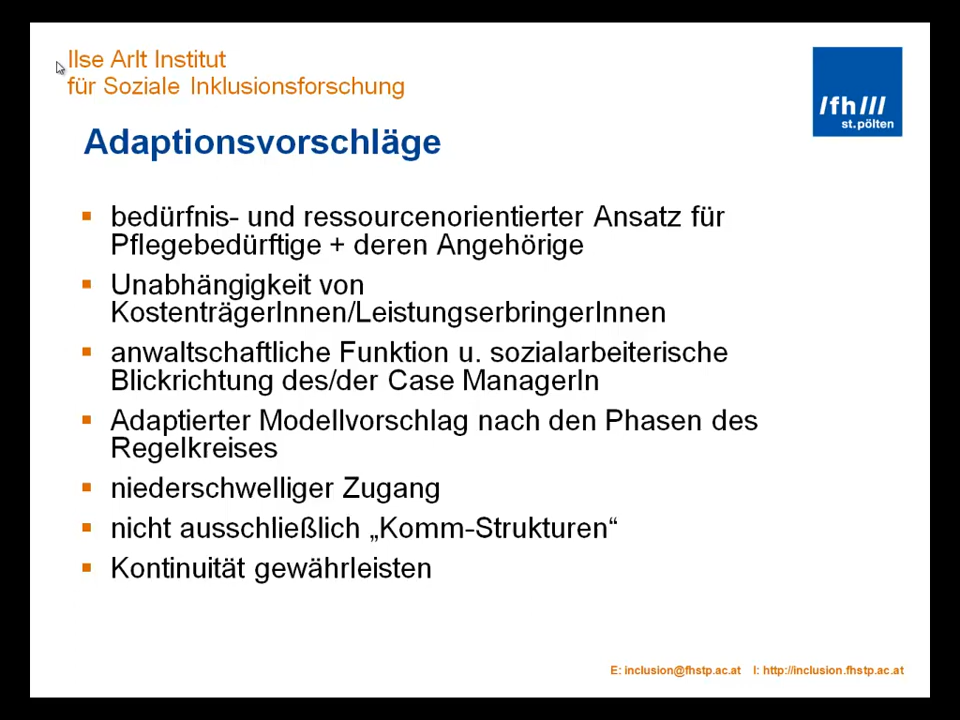 Ilse Arlt Institut
für Soziale Inklusionsforschung
/fh///
st.pölten
Adaptionsvorschläge
bedürfnis- und ressourcenorientierter Ansatz für
Pflegebedürftige + deren Angehörige
Unabhängigkeit von
KostenträgerInnen/LeistungserbringerInnen
anwaltschaftliche Funktion u. sozialarbeiterische
Blickrichtung des/der Case ManagerIn
Adaptierter Modellvorschlag nach den Phasen des
Regelkreises
niederschwelliger Zugang
nicht ausschließlich „Komm-Strukturen“
Kontinuität gewährleisten
E: inclusion@fhstp.ac.at I: http://inclusion.fhstp.ac.at